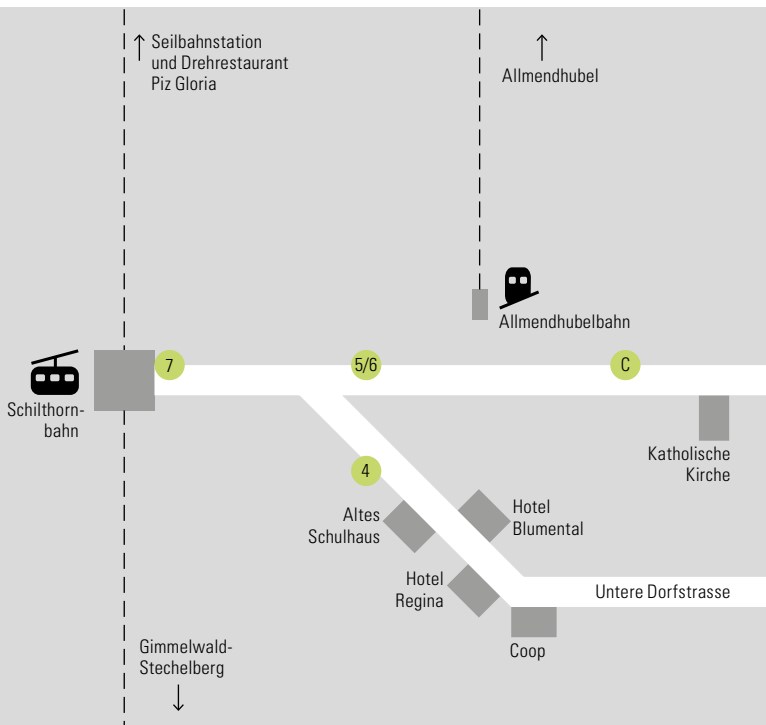 Seilbahnstation
und Drehrestaurant
Piz Gloria
Allmendhubel
Allmendhubelbahn
7
5/6
C
Schilthorn-
bahn
Katholische
Kirche
4
Altes
Schulhaus
Hotel
Blumental
Hotel
Regina
Untere Dorfstrasse
Coop
Gimmelwald-
Stechelberg